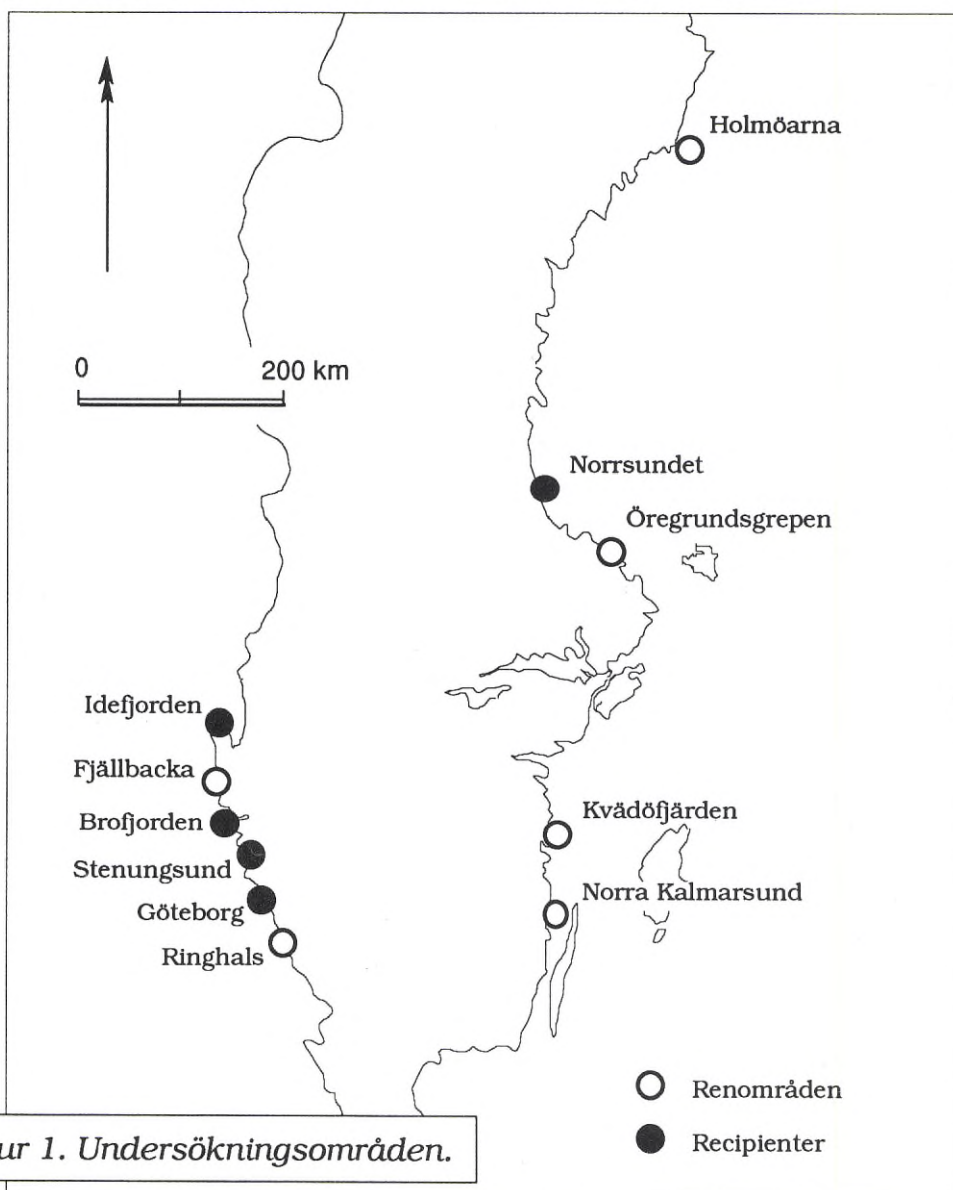 Holmöarna
0 200 km
Norrsundet
Öregrundsgrepen
Idefjorden
Fjällbacka
Brofjorden
Kvädöfjärden
Stenungsund
Norra Kalmarsund
Göteborg
Ringhals
Renområden
Recipienter
ur 1. Undersökningsområden.